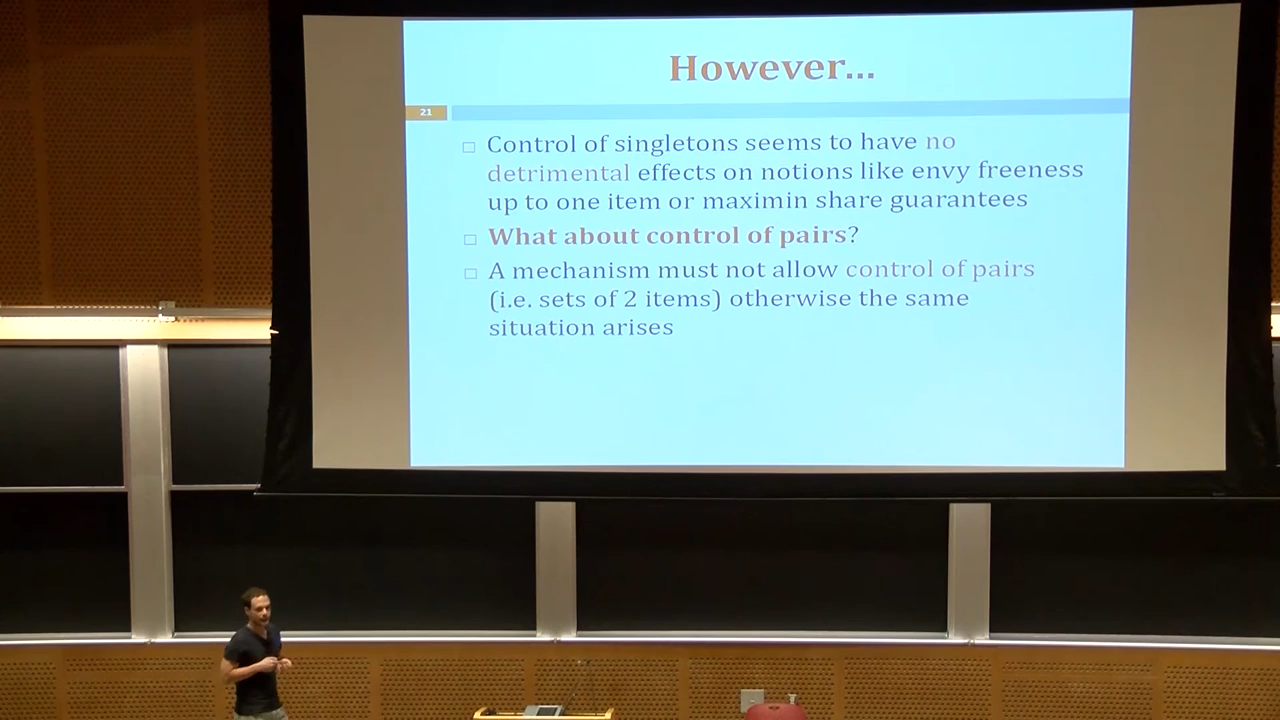 However...
21
□ Control of singletons seems to have no
detrimental effects on notions like envy freeness
up to one item or maximin share guarantees
□ What about control of pairs?
□ A mechanism must not allow control of pairs
(i.e. sets of 2 items) otherwise the same
situation arises